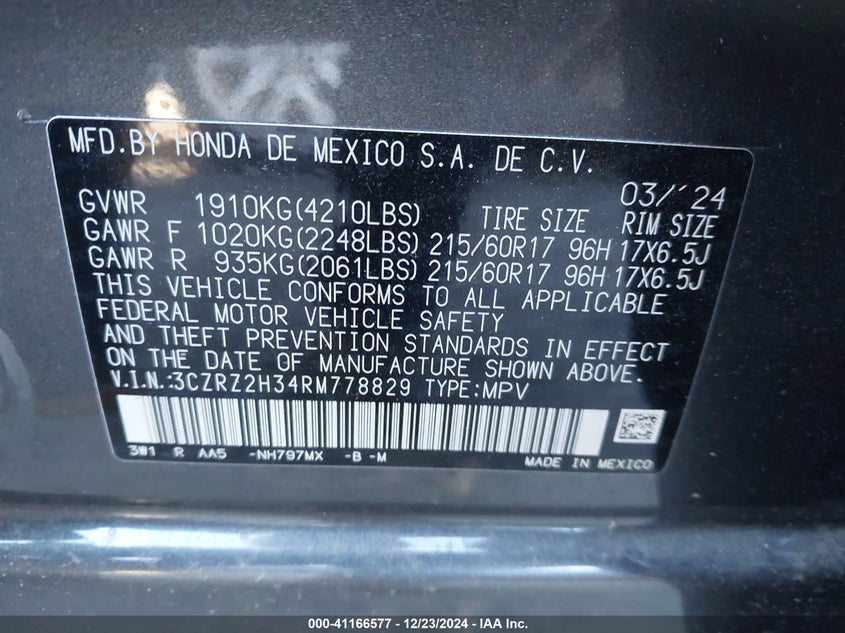 MFD.BY HONDA DE MEXICO S.A. DE C.V.
03/´24
GVWR 1910KG(4210LBS) TIRE SIZE RIM SIZE
GAWR F 1020KG(2248LBS) 215/60R17 96H 17X6.5J
GAWR R 935KG(2061LBS) 215/60R17 96H 17X6.5J
THIS VEHICLE CONFORMS TO ALL APPLICABLE
FEDERAL MOTOR VEHICLE SAFETY
AND THEFT PREVENTION STANDARDS IN EFFECT
ON THE DATE OF MANUFACTURE SHOWN ABOVE.
V.I.N.:3CZRZ2H34RM778829 TYPE:MPV
3W1 R AA5 -NH797MX -B -M
MADE IN MEXICO
000-41166577 - 12/23/2024 - IAA Inc.